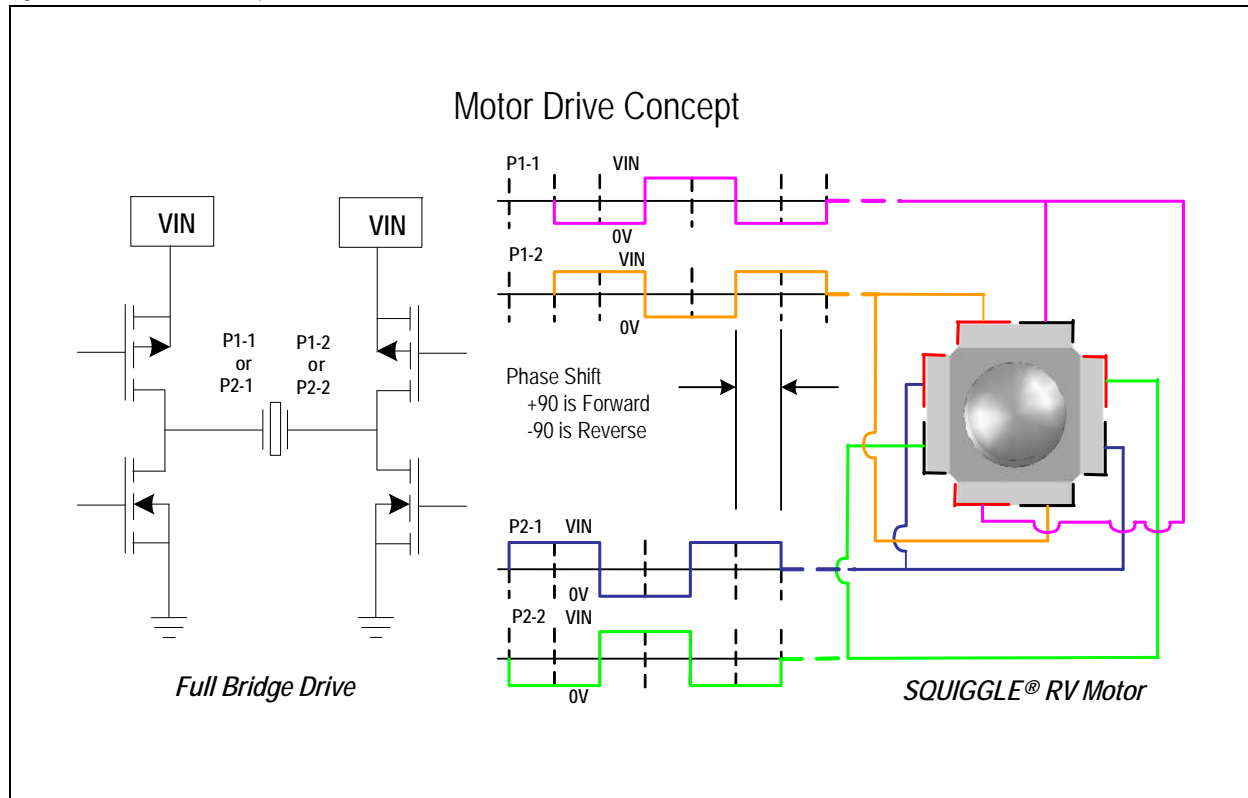 Motor Drive Concept
VIN
VIN
P1-1
or
P2-1
P1-2
or
P2-2
Full Bridge Drive
P1-1
VIN
0V
P1-2
VIN
0V
Phase Shift
+90 is Forward
-90 is Reverse
P2-1
VIN
0V
P2-2
VIN
0V
SQUIGGLE® RV Motor